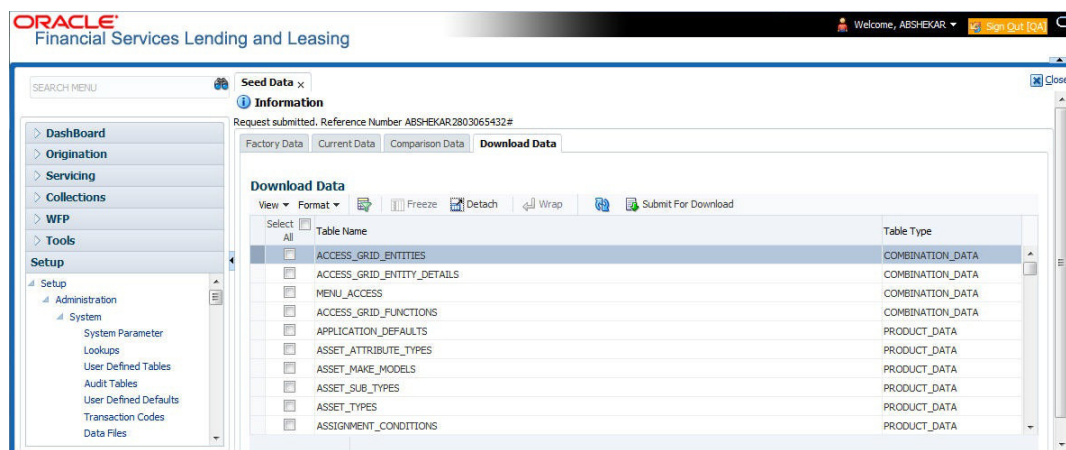 ORACLE
Financial Services Lending and Leasing
Welcome, ABSHEKAR
Sign Out [QA]
SEARCH MENU
DashBoard
Origination
Servicing
Collections
WFP
Tools
Setup
Setup
Administration
System
System Parameter
Lookups
User Defined Tables
Audit Tables
User Defined Defaults
Transaction Codes
Data Files
Seed Data x
Close
Information
Request submitted. Reference Number ABSHEKAR2803065432#
Factory Data Current Data Comparison Data Download Data
Download Data
View Format Freeze Detach Wrap Submit For Download
Select All Table Name Table Type
ACCESS_GRID_ENTITIES COMBINATION_DATA
ACCESS_GRID_ENTITY_DETAILS COMBINATION_DATA
MENU_ACCESS COMBINATION_DATA
ACCESS_GRID_FUNCTIONS COMBINATION_DATA
APPLICATION_DEFAULTS PRODUCT_DATA
ASSET_ATTRIBUTE_TYPES PRODUCT_DATA
ASSET_MAKE_MODELS PRODUCT_DATA
ASSET_SUB_TYPES PRODUCT_DATA
ASSET_TYPES PRODUCT_DATA
ASSIGNMENT_CONDITIONS PRODUCT_DATA